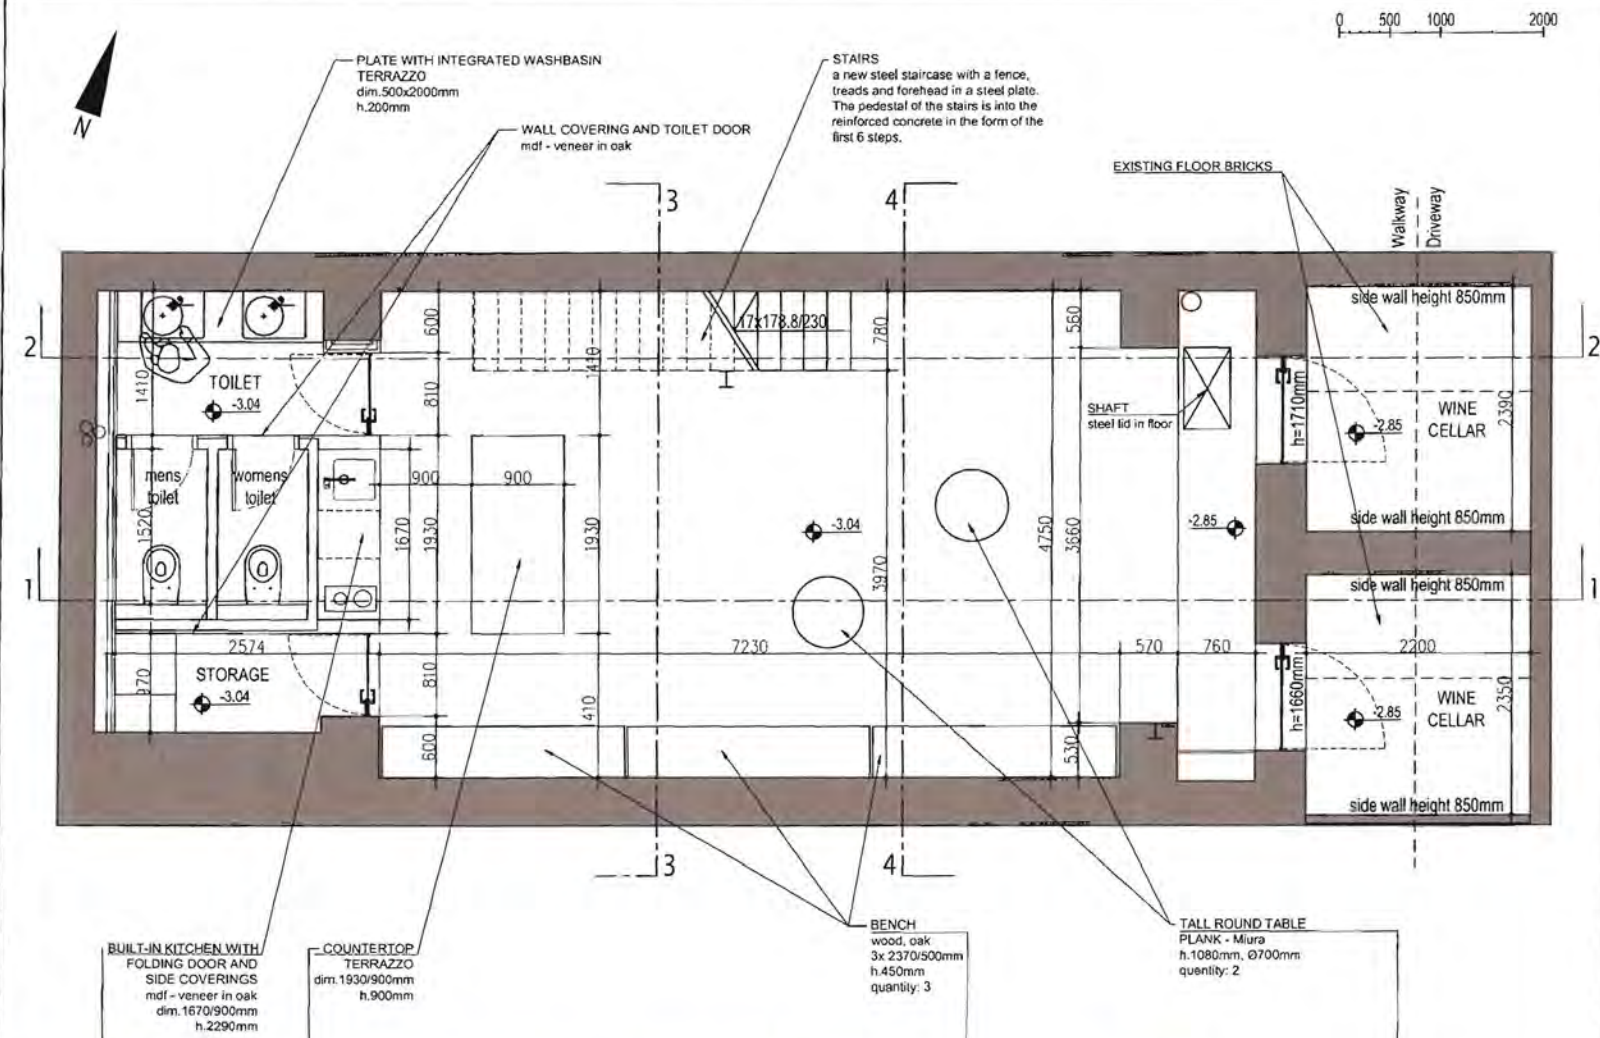 0 500 1000 2000
N
PLATE WITH INTEGRATED WASHBASIN
TERRAZZO
dim.500x2000mm
h.200mm
WALL COVERING AND TOILET DOOR
mdf - veneer in oak
STAIRS
a new steel staircase with a fence,
treads and forehead in a steel plate.
The pedestal of the stairs is into the
reinforced concrete in the form of the
first 6 steps.
EXISTING FLOOR BRICKS
Walkway
Driveway
3
4
2
2
1
1
3
4
side wall height 850mm
17x178.8/230
600
1410
780
560
1410
TOILET
-3.04
810
SHAFT
steel lid in floor
h=1710mm
WINE
CELLAR
-2.85
2390
mens
toilet
womens
toilet
900
900
1520
1670
1930
1930
-3.04
3970
4750
3660
-2.85
side wall height 850mm
side wall height 850mm
2574
7230
570
760
2200
970
STORAGE
-3.04
810
410
h=1660mm
WINE
CELLAR
-2.85
2350
600
530
side wall height 850mm
BUILT-IN KITCHEN WITH
FOLDING DOOR AND
SIDE COVERINGS
mdf - veneer in oak
dim.1670/900mm
h.2290mm
COUNTERTOP
TERRAZZO
dim.1930/900mm
h.900mm
BENCH
wood, oak
3x 2370/500mm
h.450mm
quantity: 3
TALL ROUND TABLE
PLANK - Miura
h.1080mm, Ø700mm
quentity: 2